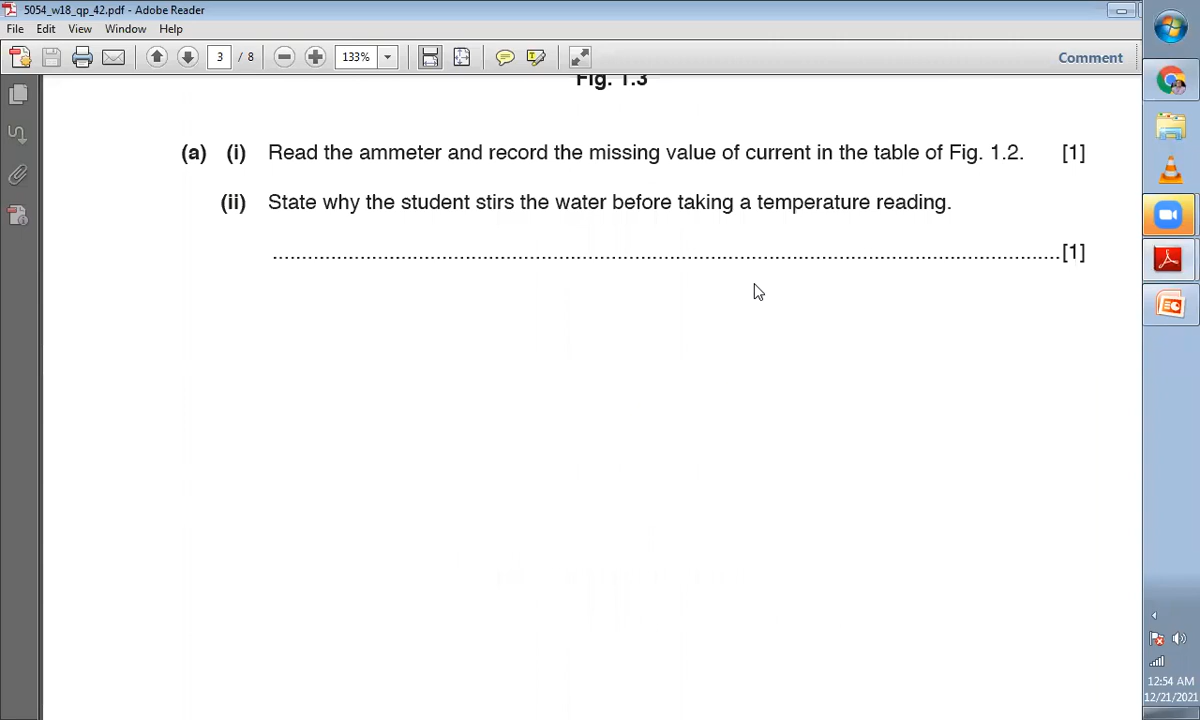 5054_w18_qp_42.pdf - Adobe Reader
File Edit View Window Help
3 / 8 133% Comment
Fig. 1.3
(a) (i) Read the ammeter and record the missing value of current in the table of Fig. 1.2. [1]
(ii) State why the student stirs the water before taking a temperature reading.
....................................................................................................................................[1]
12:54 AM
12/21/2021